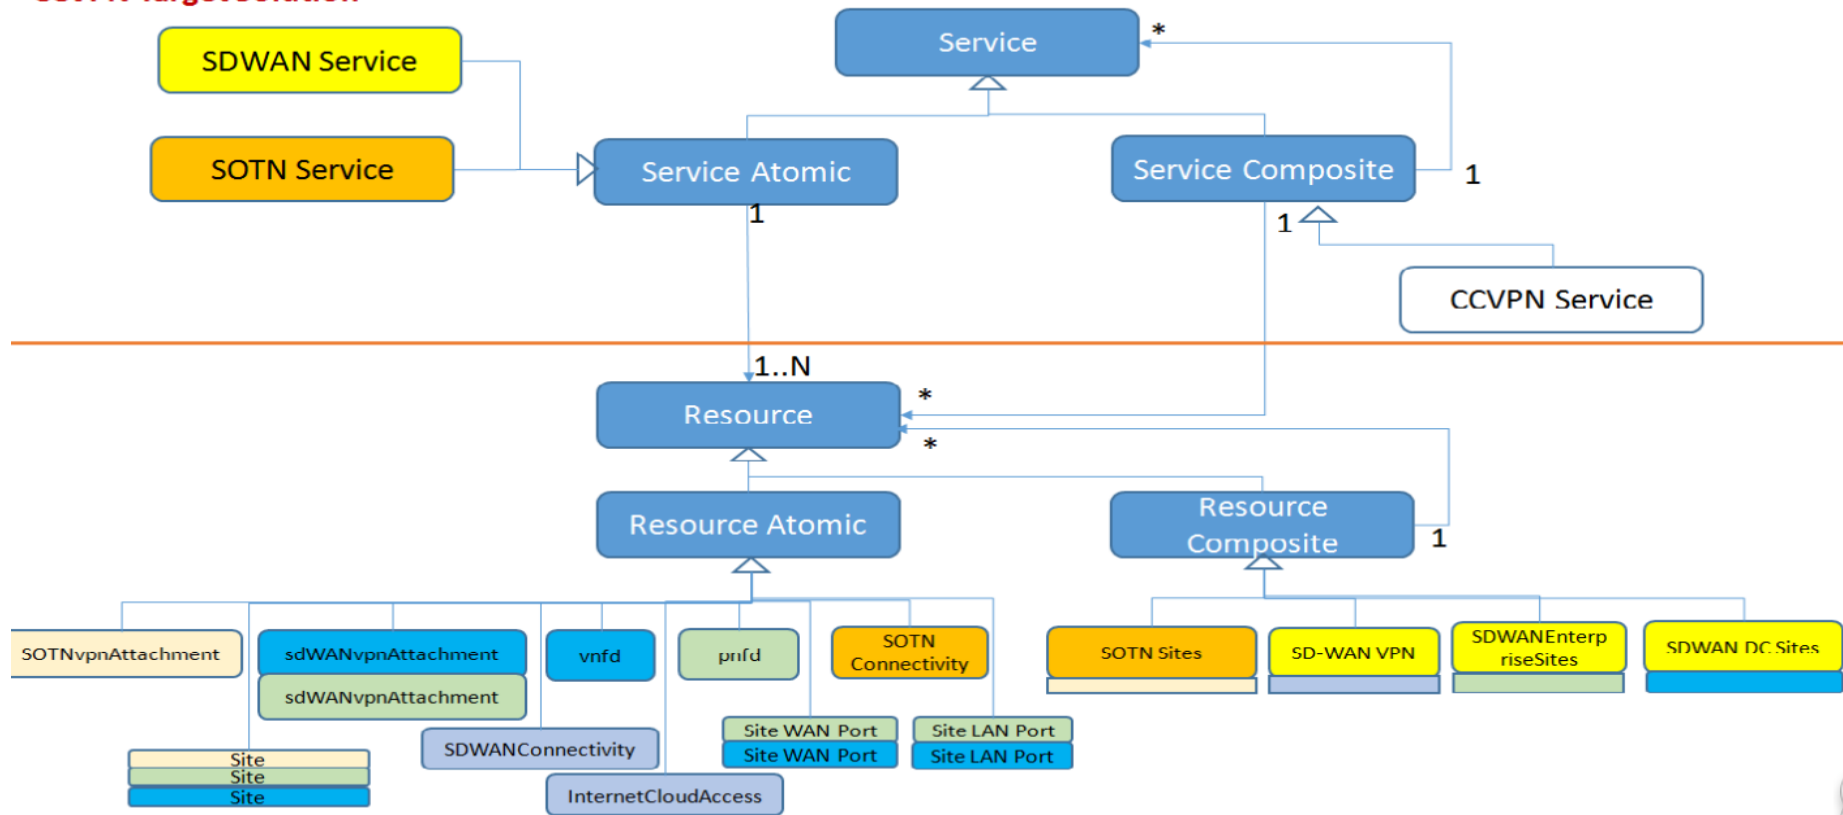 SDWAN Service
Service
*
SOTN Service
Service Atomic
Service Composite
1
1
1
CCVPN Service
1..N
Resource
*
*
Resource Atomic
Resource
Composite
1
SOTNvpnAttachment
sdWANvpnAttachment
sdWANvpnAttachment
vnfd
pnfd
SOTN
Connectivity
SOTN Sites
SD-WAN VPN
SDWANEnterp
riseSites
SDWAN DC Sites
SDWANConnectivity
Site WAN Port
Site WAN Port
Site LAN Port
Site LAN Port
Site
Site
Site
InternetCloudAccess